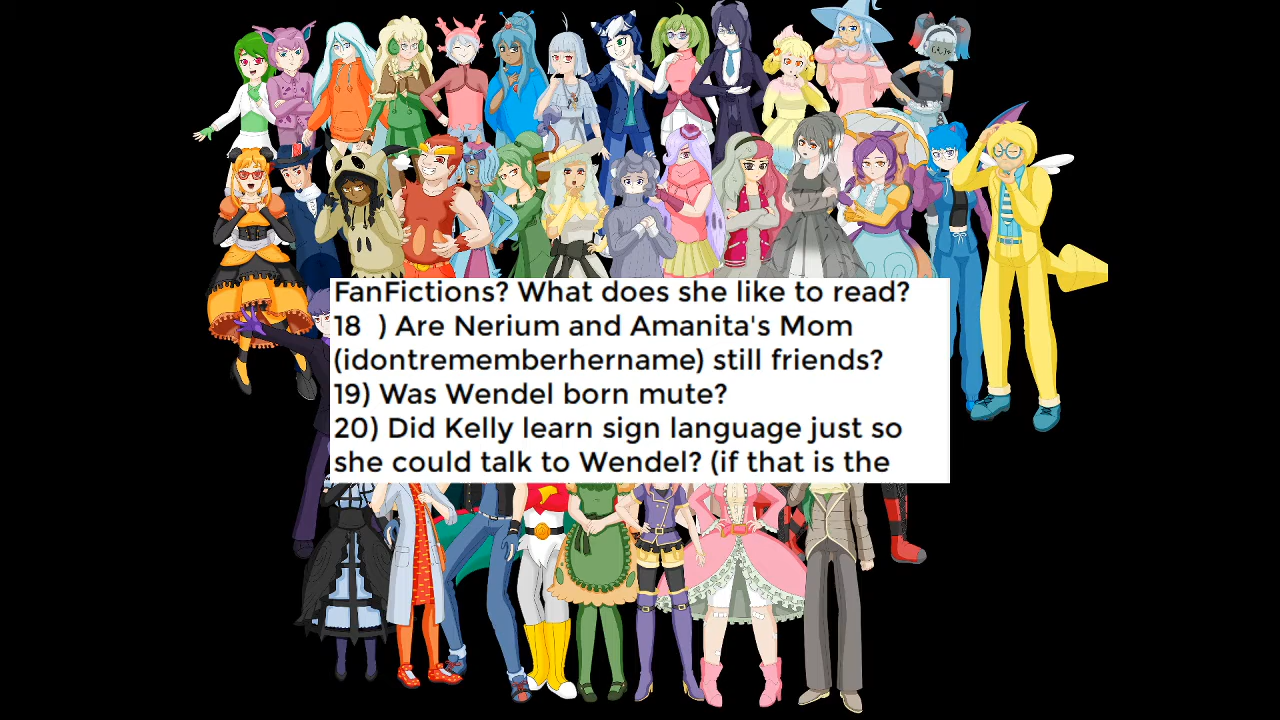 FanFictions? What does she like to read?
18  ) Are Nerium and Amanita's Mom
(idontrememberhername) still friends?
19) Was Wendel born mute?
20) Did Kelly learn sign language just so
she could talk to Wendel? (if that is the